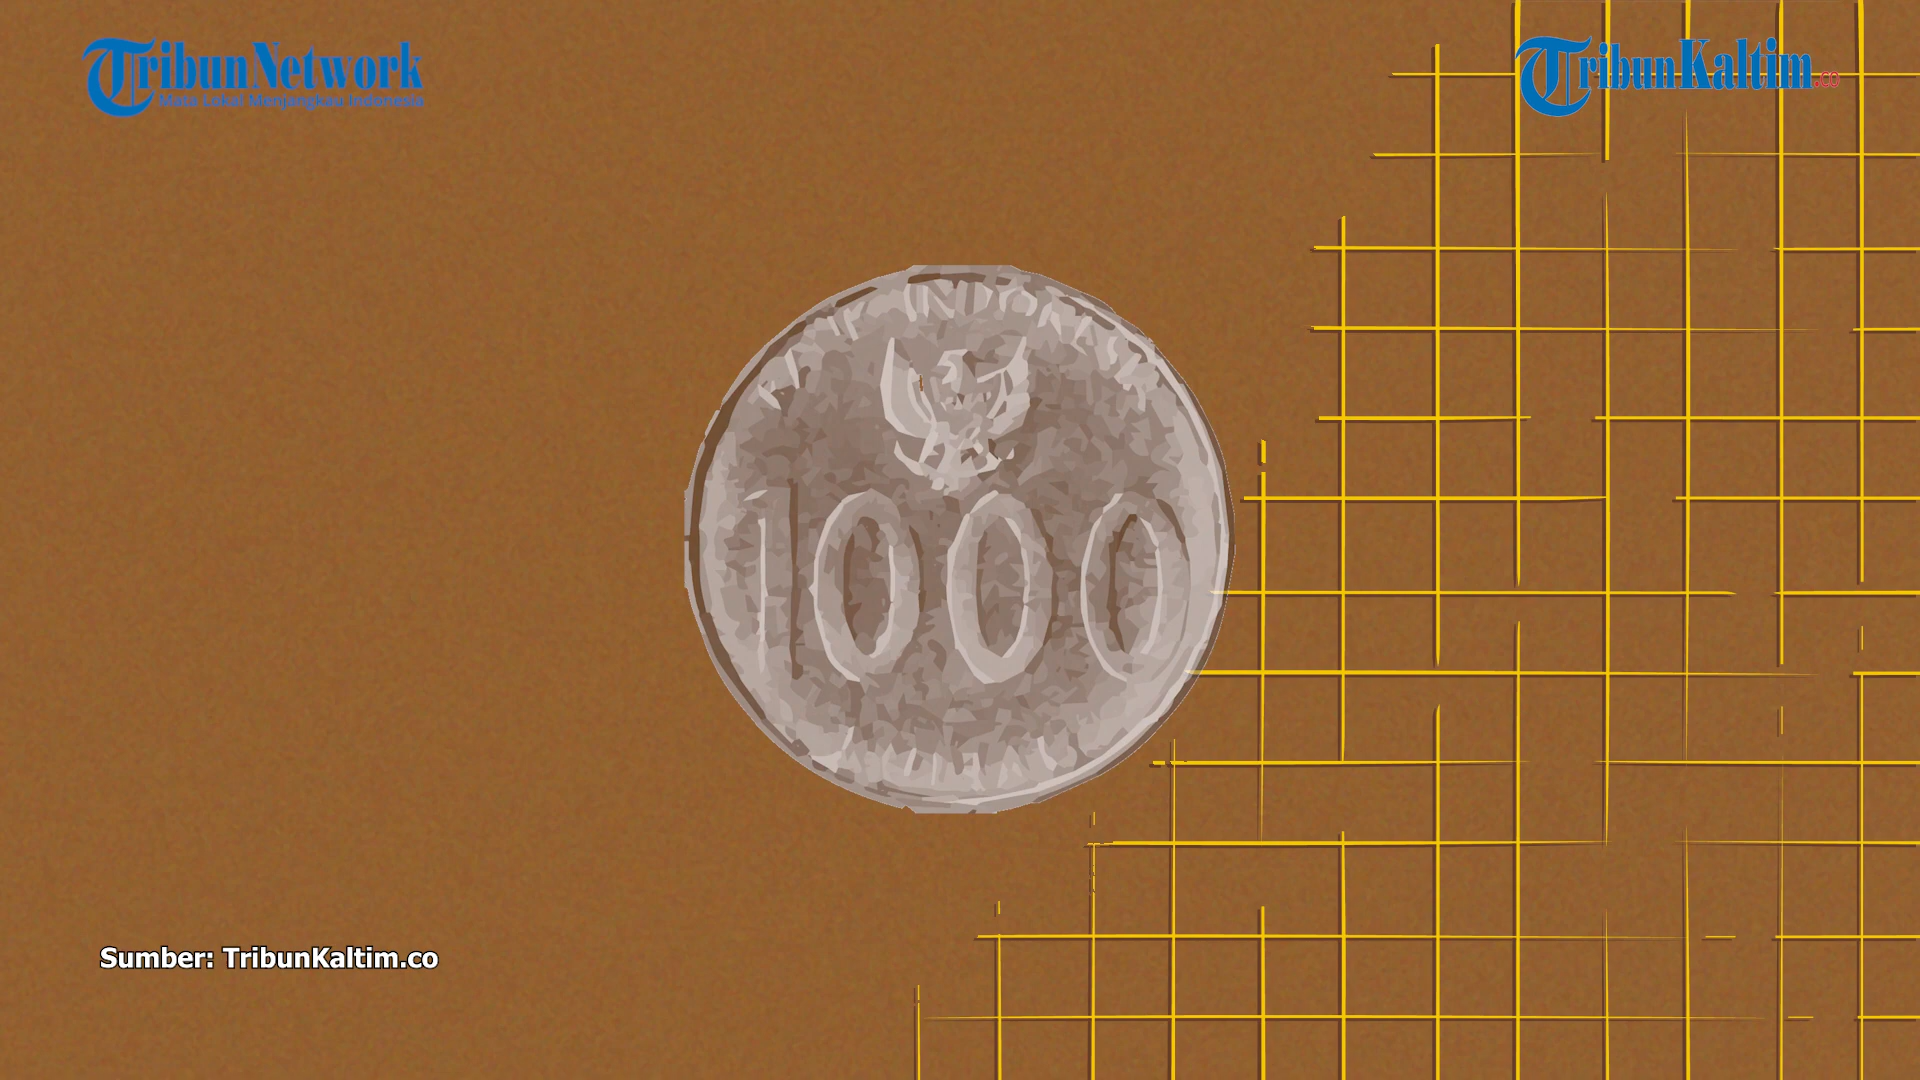 TribunNetwork
Mata Lokal Menjangkau Indonesia
TribunKaltim.co
1000
Sumber: TribunKaltim.co